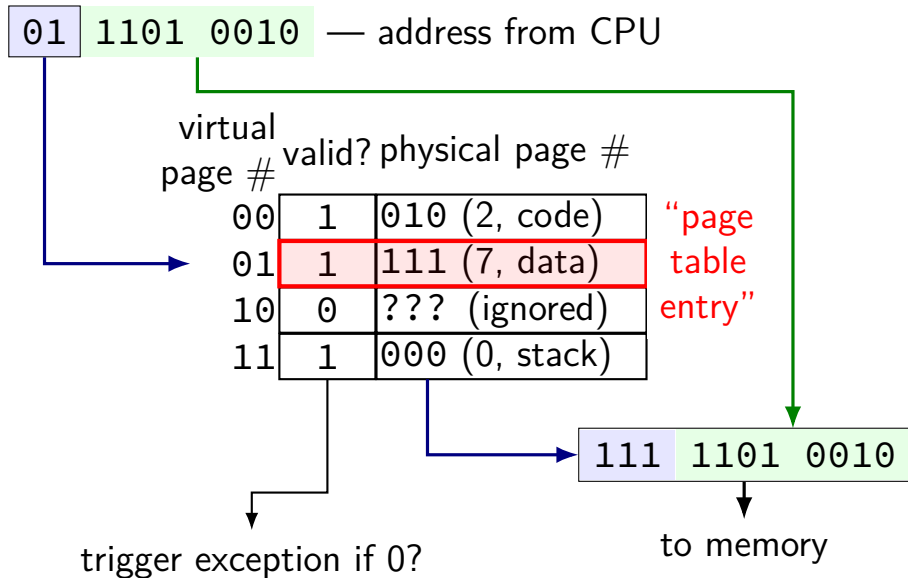 01 1101 0010 — address from CPU
virtual
page # valid? physical page #
00 1 010 (2, code)
01 1 111 (7, data)
10 0 ??? (ignored)
11 1 000 (0, stack)
“page
table
entry”
111 1101 0010
trigger exception if 0?
to memory